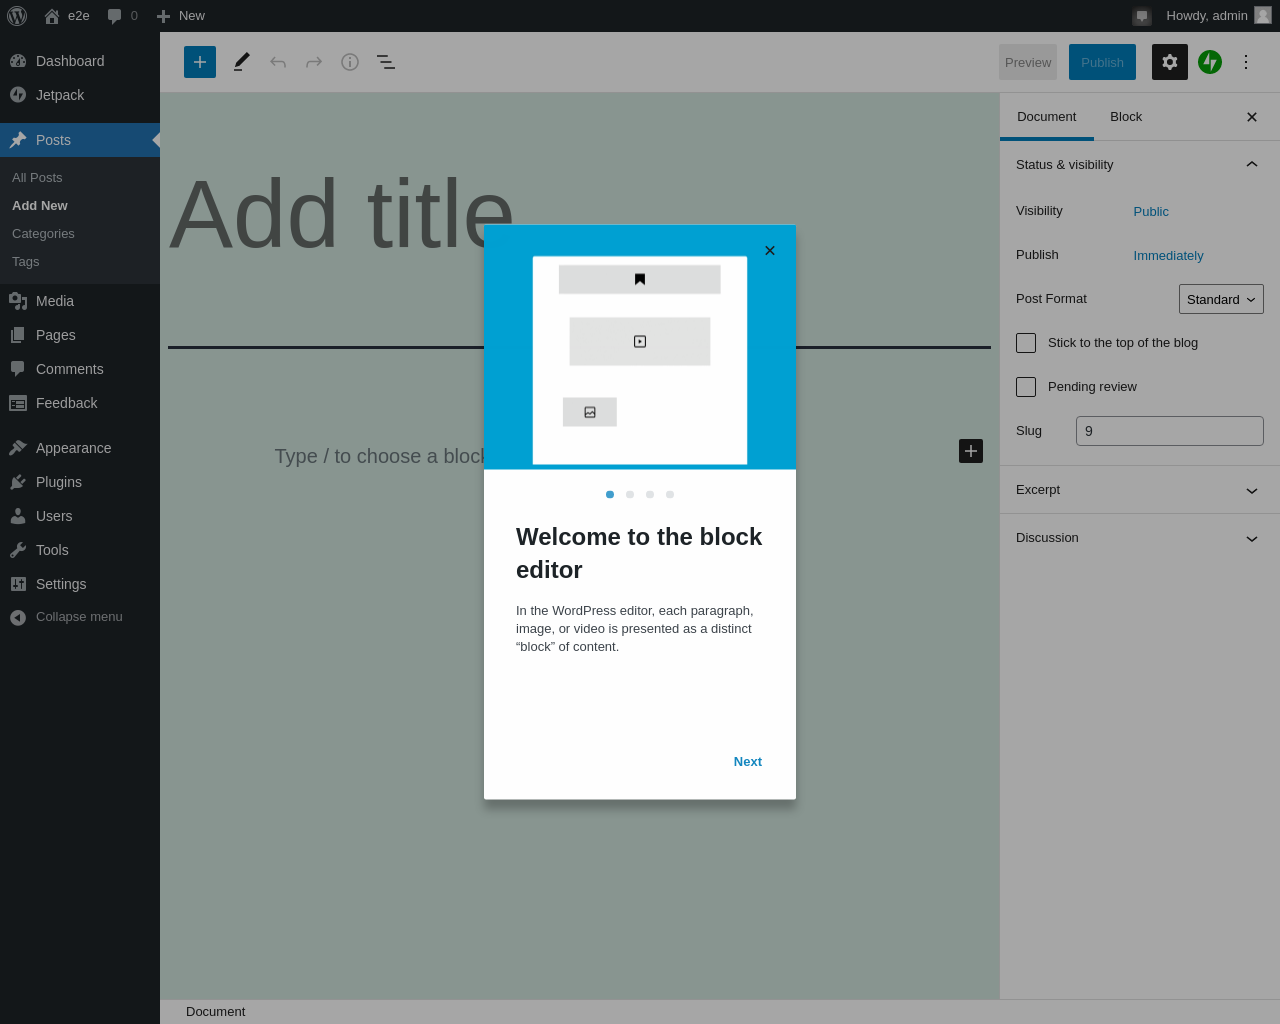 e2e
0
New
Howdy, admin
Dashboard
Jetpack
Posts
All Posts
Add New
Categories
Tags
Media
Pages
Comments
Feedback
Appearance
Plugins
Users
Tools
Settings
Collapse menu
Preview
Publish
Add title
Type / to choose a block
Welcome to the block
editor
In the WordPress editor, each paragraph,
image, or video is presented as a distinct
“block” of content.
Next
Document
Block
Status & visibility
Visibility
Public
Publish
Immediately
Post Format
Standard
Stick to the top of the blog
Pending review
Slug
9
Excerpt
Discussion
Document